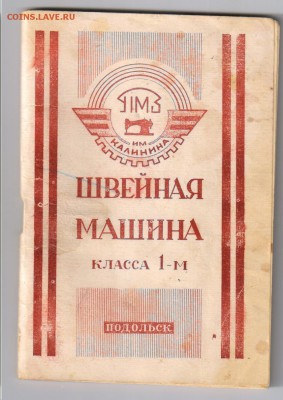 COINS.LAVE.RU
ПМЗ
ИМ
КАЛИНИНА
ШВЕЙНАЯ
МАШИНА
КЛАССА 1-М
ПОДОЛЬСК